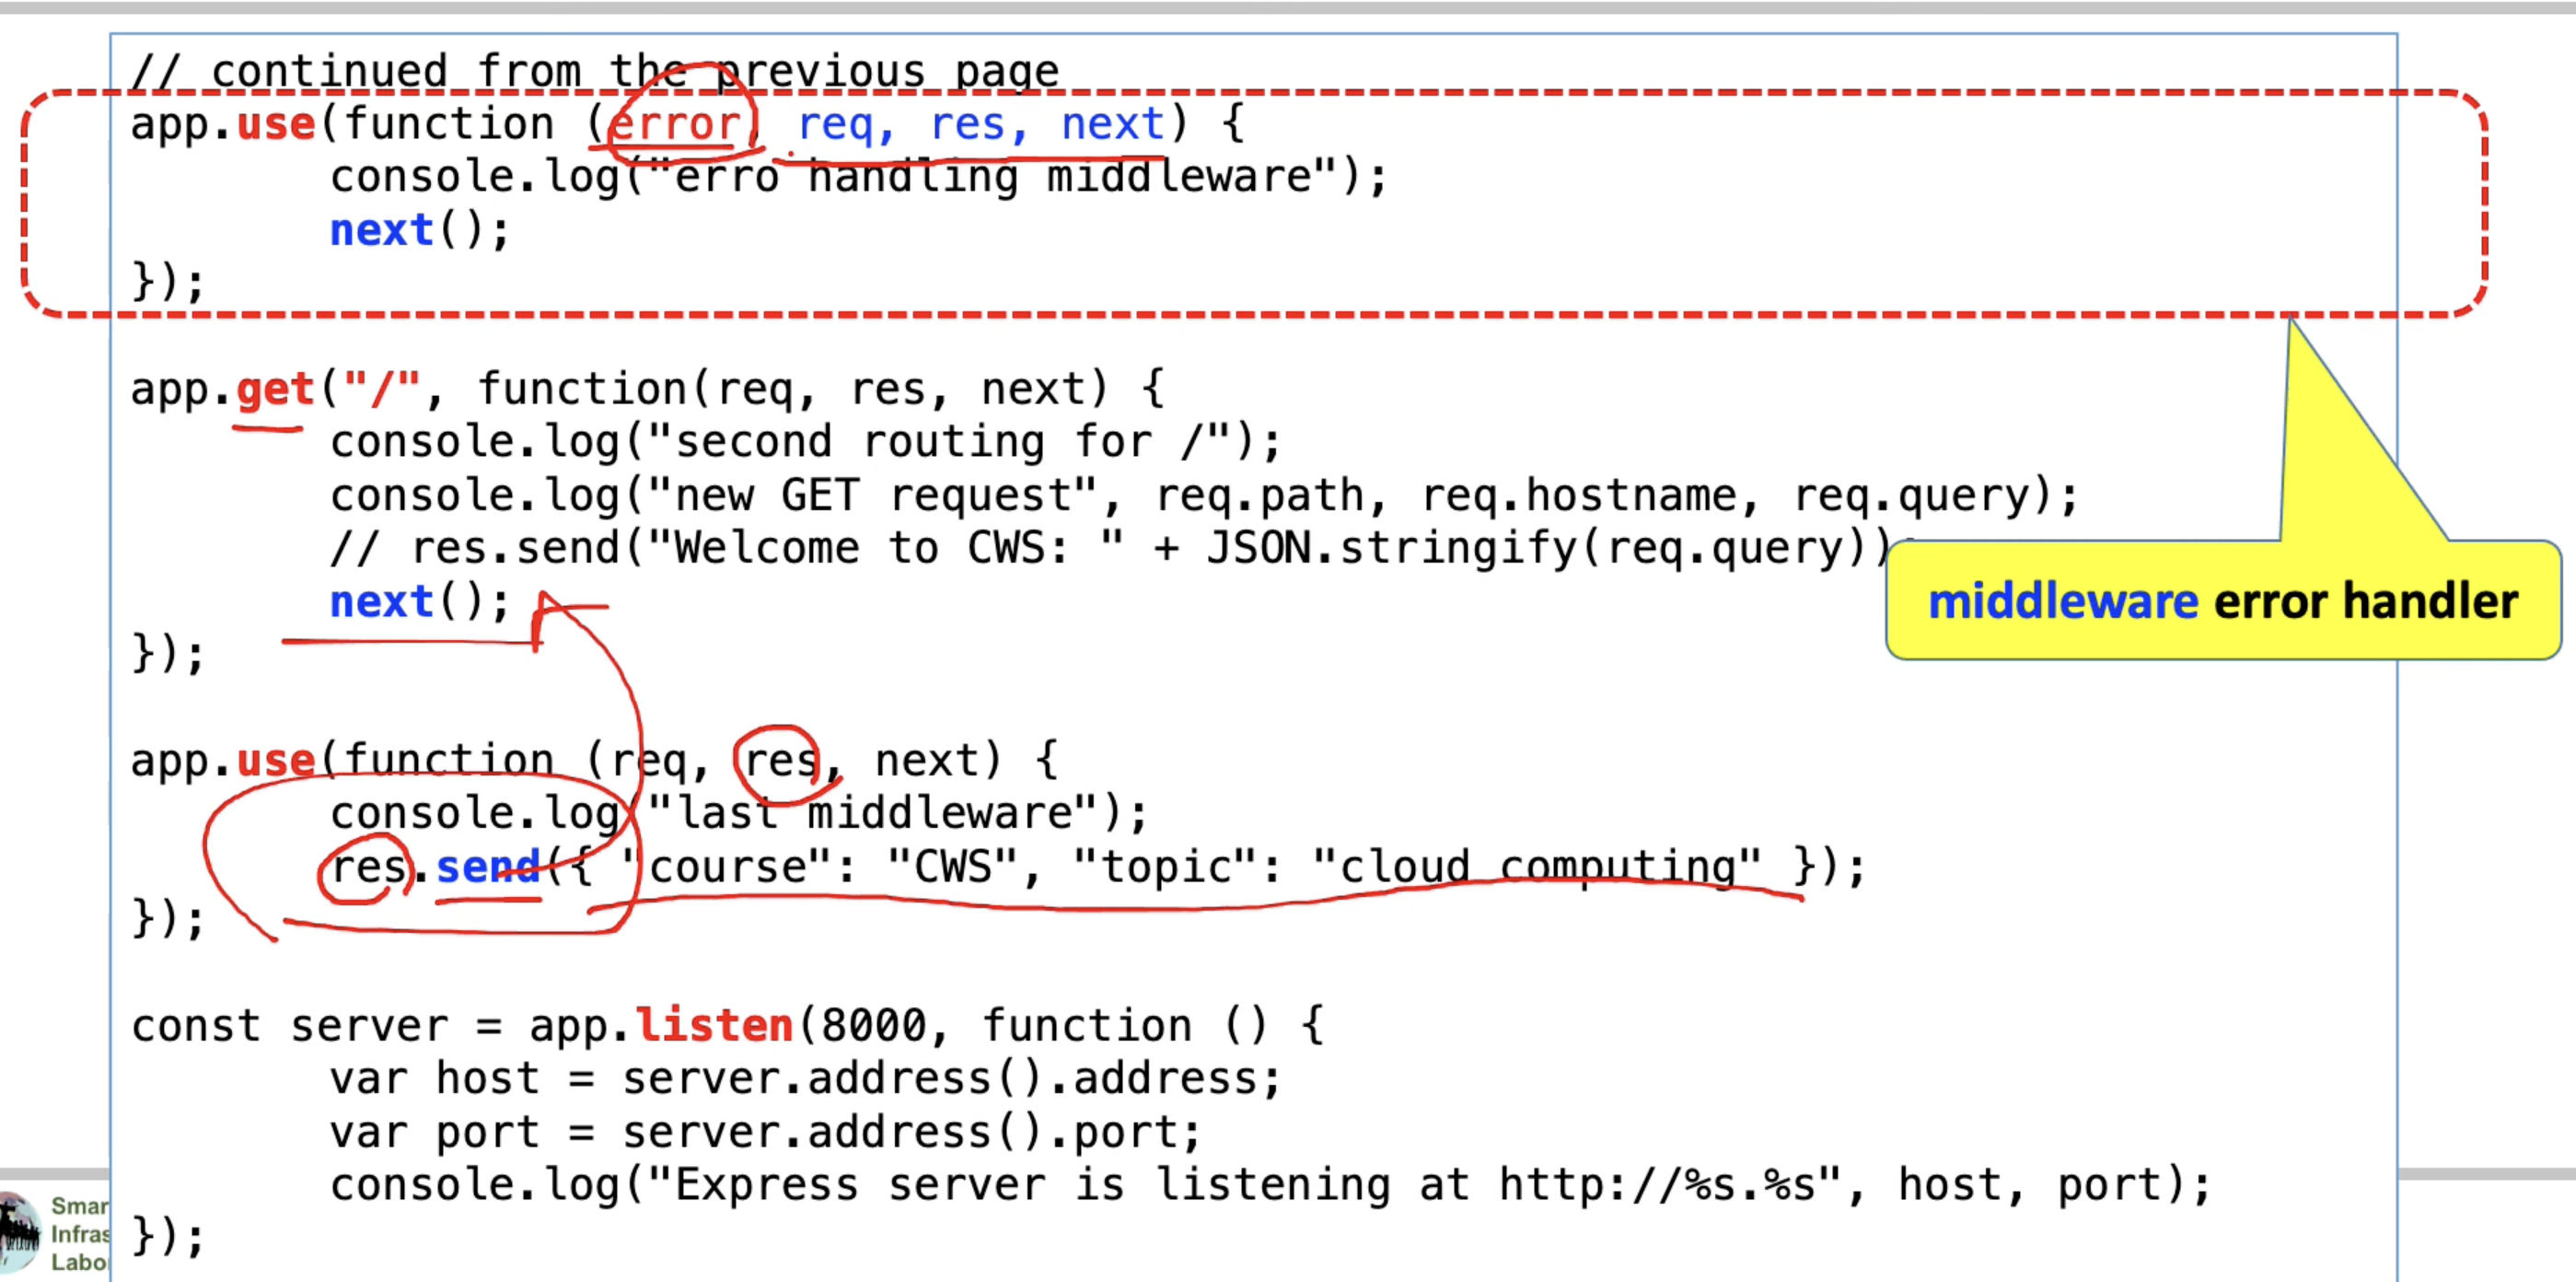 // continued from the previous page
app.use(function (error, req, res, next) {
console.log("erro handling middleware");
next();
});
app.get("/", function(req, res, next) {
console.log("second routing for /");
console.log("new GET request", req.path, req.hostname, req.query);
// res.send("Welcome to CWS: " + JSON.stringify(req.query))
next();
});
middleware error handler
app.use(function (req, res, next) {
console.log("last middleware");
res.send({ "course": "CWS", "topic": "cloud computing" });
});
const server = app.listen(8000, function () {
var host = server.address().address;
var port = server.address().port;
console.log("Express server is listening at http://%s.%s", host, port);
});
Smar
Infras
Labo